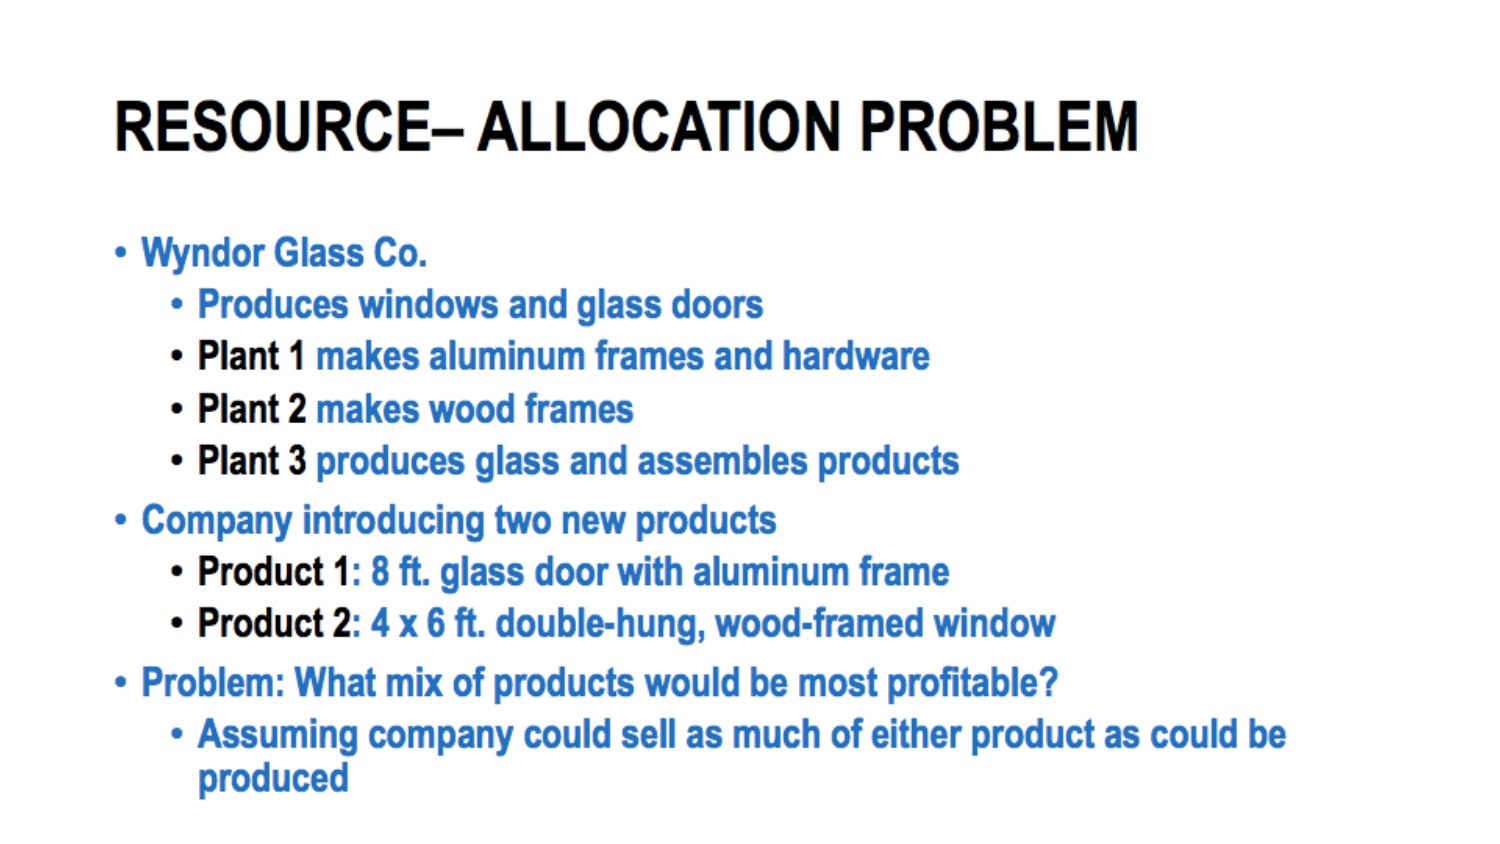 RESOURCE– ALLOCATION PROBLEM
• Wyndor Glass Co.
• Produces windows and glass doors
• Plant 1 makes aluminum frames and hardware
• Plant 2 makes wood frames
• Plant 3 produces glass and assembles products
• Company introducing two new products
• Product 1: 8 ft. glass door with aluminum frame
• Product 2: 4 x 6 ft. double-hung, wood-framed window
• Problem: What mix of products would be most profitable?
• Assuming company could sell as much of either product as could be
produced